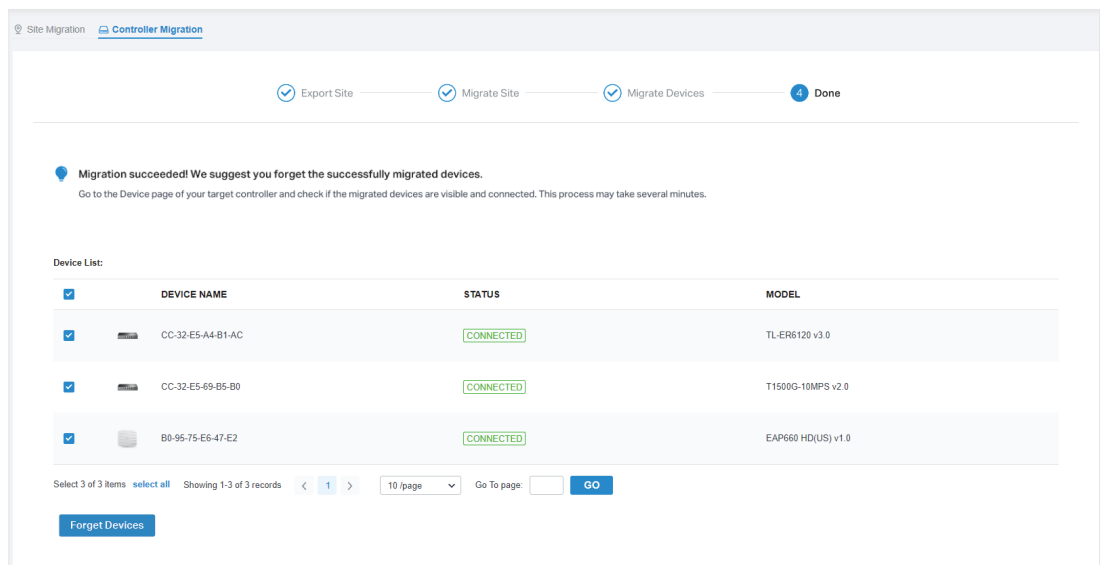 Site Migration Controller Migration
Export Site Migrate Site Migrate Devices 4 Done
Migration succeeded! We suggest you forget the successfully migrated devices.
Go to the Device page of your target controller and check if the migrated devices are visible and connected. This process may take several minutes.
Device List:
DEVICE NAME STATUS MODEL
CC-32-E5-A4-B1-AC CONNECTED TL-ER6120 v3.0
CC-32-E5-69-B5-B0 CONNECTED T1500G-10MPS v2.0
B0-95-75-E6-47-E2 CONNECTED EAP660 HD(US) v1.0
Select 3 of 3 items select all Showing 1-3 of 3 records < 1 > 10 /page Go To page: GO
Forget Devices